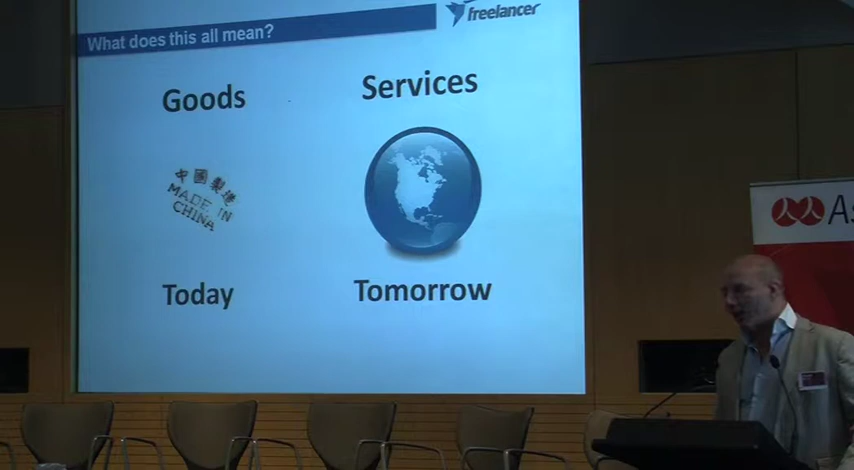 What does this all mean?
freelancer
Goods
Services
中國製造
MADE IN
CHINA
Today
Tomorrow